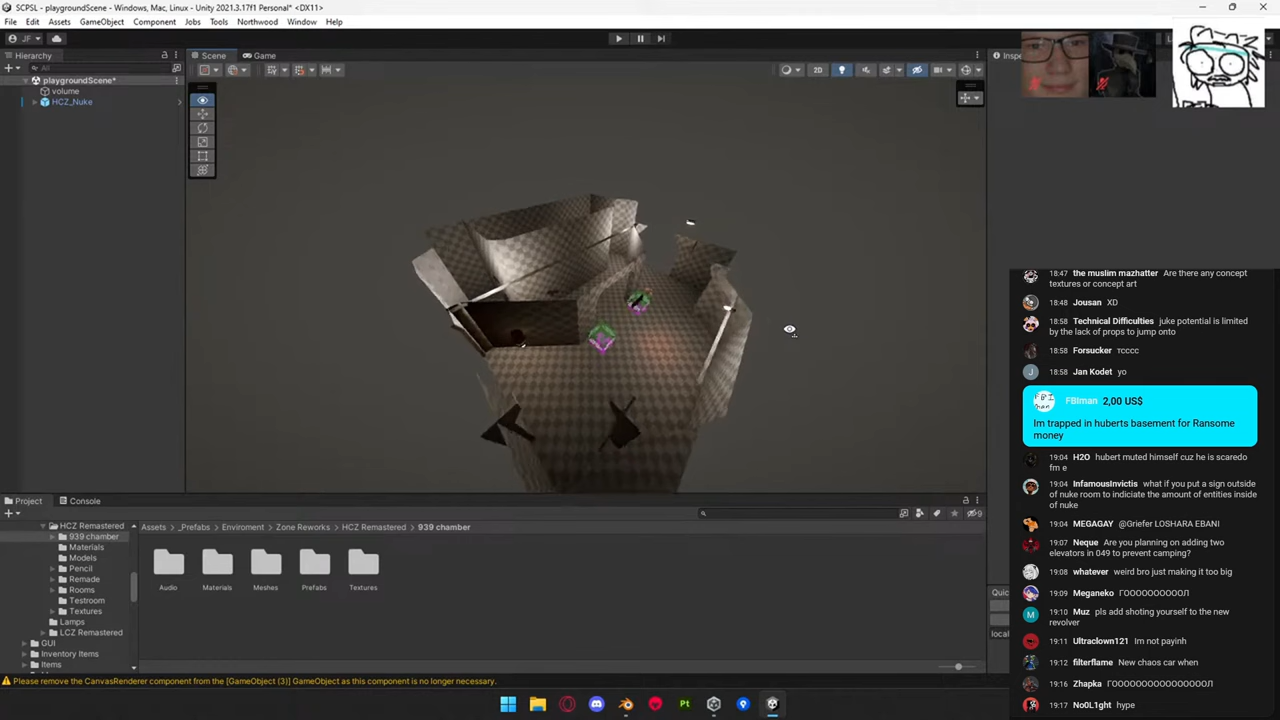 SCPSL - playgroundScene - Windows, Mac, Linux - Unity 2021.3.17f1 Personal* <DX11>
File Edit Assets GameObject Component Jobs Tools Northwood Window Help
JF
Hierarchy
Scene
Game
All
playgroundScene*
volume
HCZ_Nuke
2D
18:47 the muslim mazhatter Are there any concept
textures or concept art
18:48 Jousan XD
18:58 Technical Difficulties juke potential is limited
by the lack of props to jump onto
18:58 Forsucker тсссс
18:58 Jan Kodet yo
FBIman 2,00 US$
Im trapped in huberts basement for Ransome
money
19:04 H2O hubert muted himself cuz he is scaredo
fm e
19:04 InfamousInvictis what if you put a sign outside
of nuke room to indiciate the amount of entities inside
of nuke
19:04 MEGAGAY @Griefer LOSHARA EBANI
19:07 Neque Are you planning on adding two
elevators in 049 to prevent camping?
19:08 whatever weird bro just making it too big
19:09 Meganeko ГОООООООООООЛ
19:10 Muz pls add shoting yourself to the new
revolver
19:11 Ultraclown121 Im not payinh
19:12 filterflame New chaos car when
19:16 Zhapka ГОООООООООООООООООЛ
19:17 No0L1ght hype
Project
Console
HCZ Remastered
939 chamber
Materials
Models
Pencil
Remade
Rooms
Testroom
Textures
LCZ Remastered
Lamps
GUI
Inventory Items
Items
Assets > _Prefabs > Enviroment > Zone Reworks > HCZ Remastered > 939 chamber
9
Audio Materials Meshes Prefabs Textures
Please remove the CanvasRenderer component from the [GameObject (3)] GameObject as this component is no longer necessary.
Pt